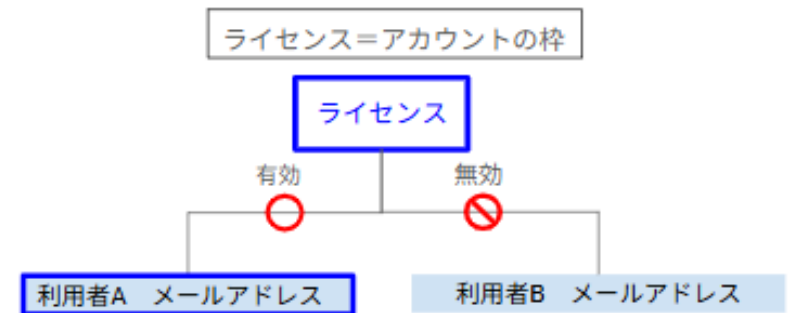 ライセンス＝アカウントの枠
ライセンス
有効
無効
利用者A　メールアドレス
利用者B　メールアドレス